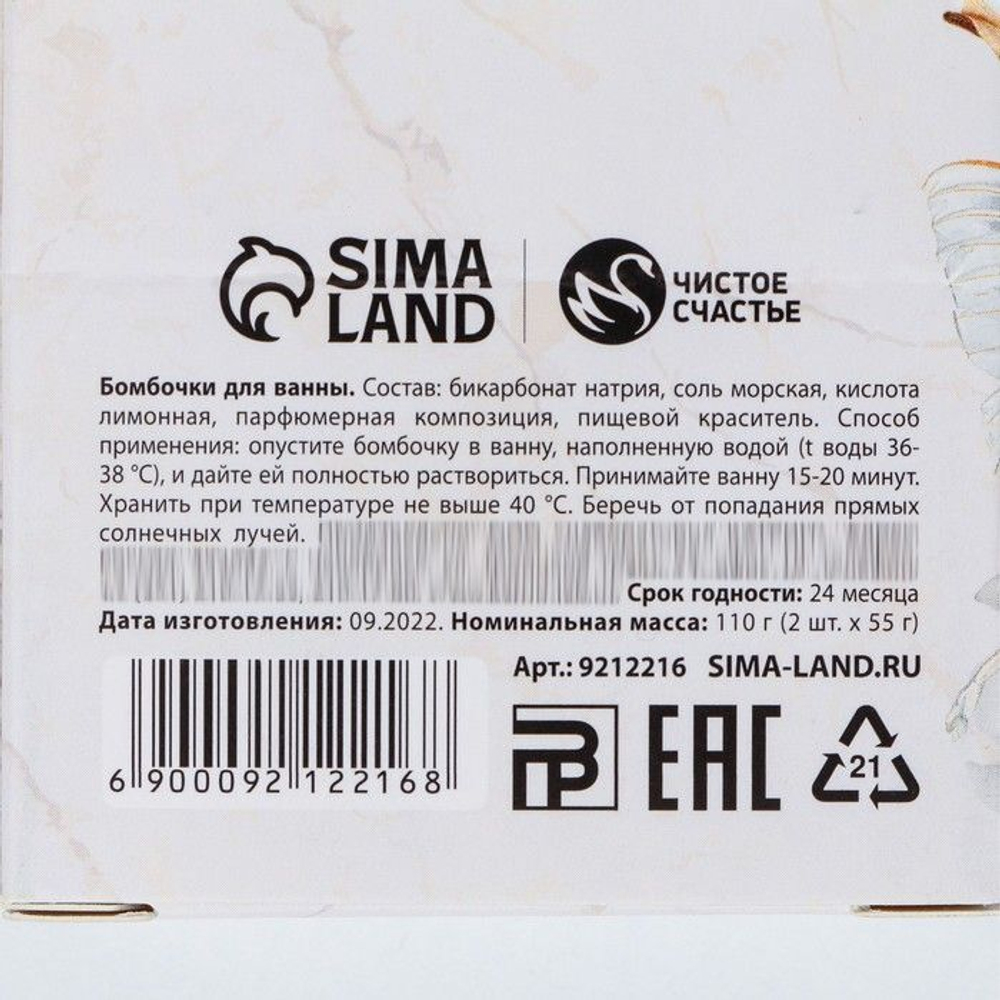 SIMA
LAND
ЧИСТОЕ
СЧАСТЬЕ
Бомбочки для ванны. Состав: бикарбонат натрия, соль морская, кислота
лимонная, парфюмерная композиция, пищевой краситель. Способ
применения: опустите бомбочку в ванну, наполненную водой (t воды 36-
38 °C), и дайте ей полностью раствориться. Принимайте ванну 15-20 минут.
Хранить при температуре не выше 40 °C. Беречь от попадания прямых
солнечных лучей.
Срок годности: 24 месяца
Дата изготовления: 09.2022. Номинальная масса: 110 г (2 шт. х 55 г)
Арт.: 9212216 SIMA-LAND.RU
6 900092 122168
EAC
21